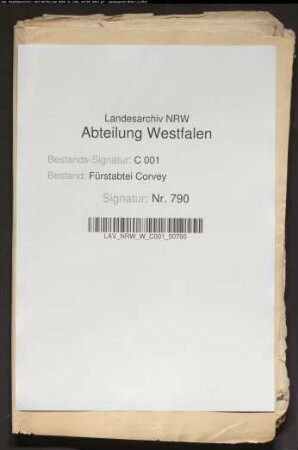 Landesarchiv NRW
Abteilung Westfalen
Bestands-Signatur: C 001
Bestand: Fürstabtei Corvey
Signatur: Nr. 790
LAV_NRW_W_C001_00790